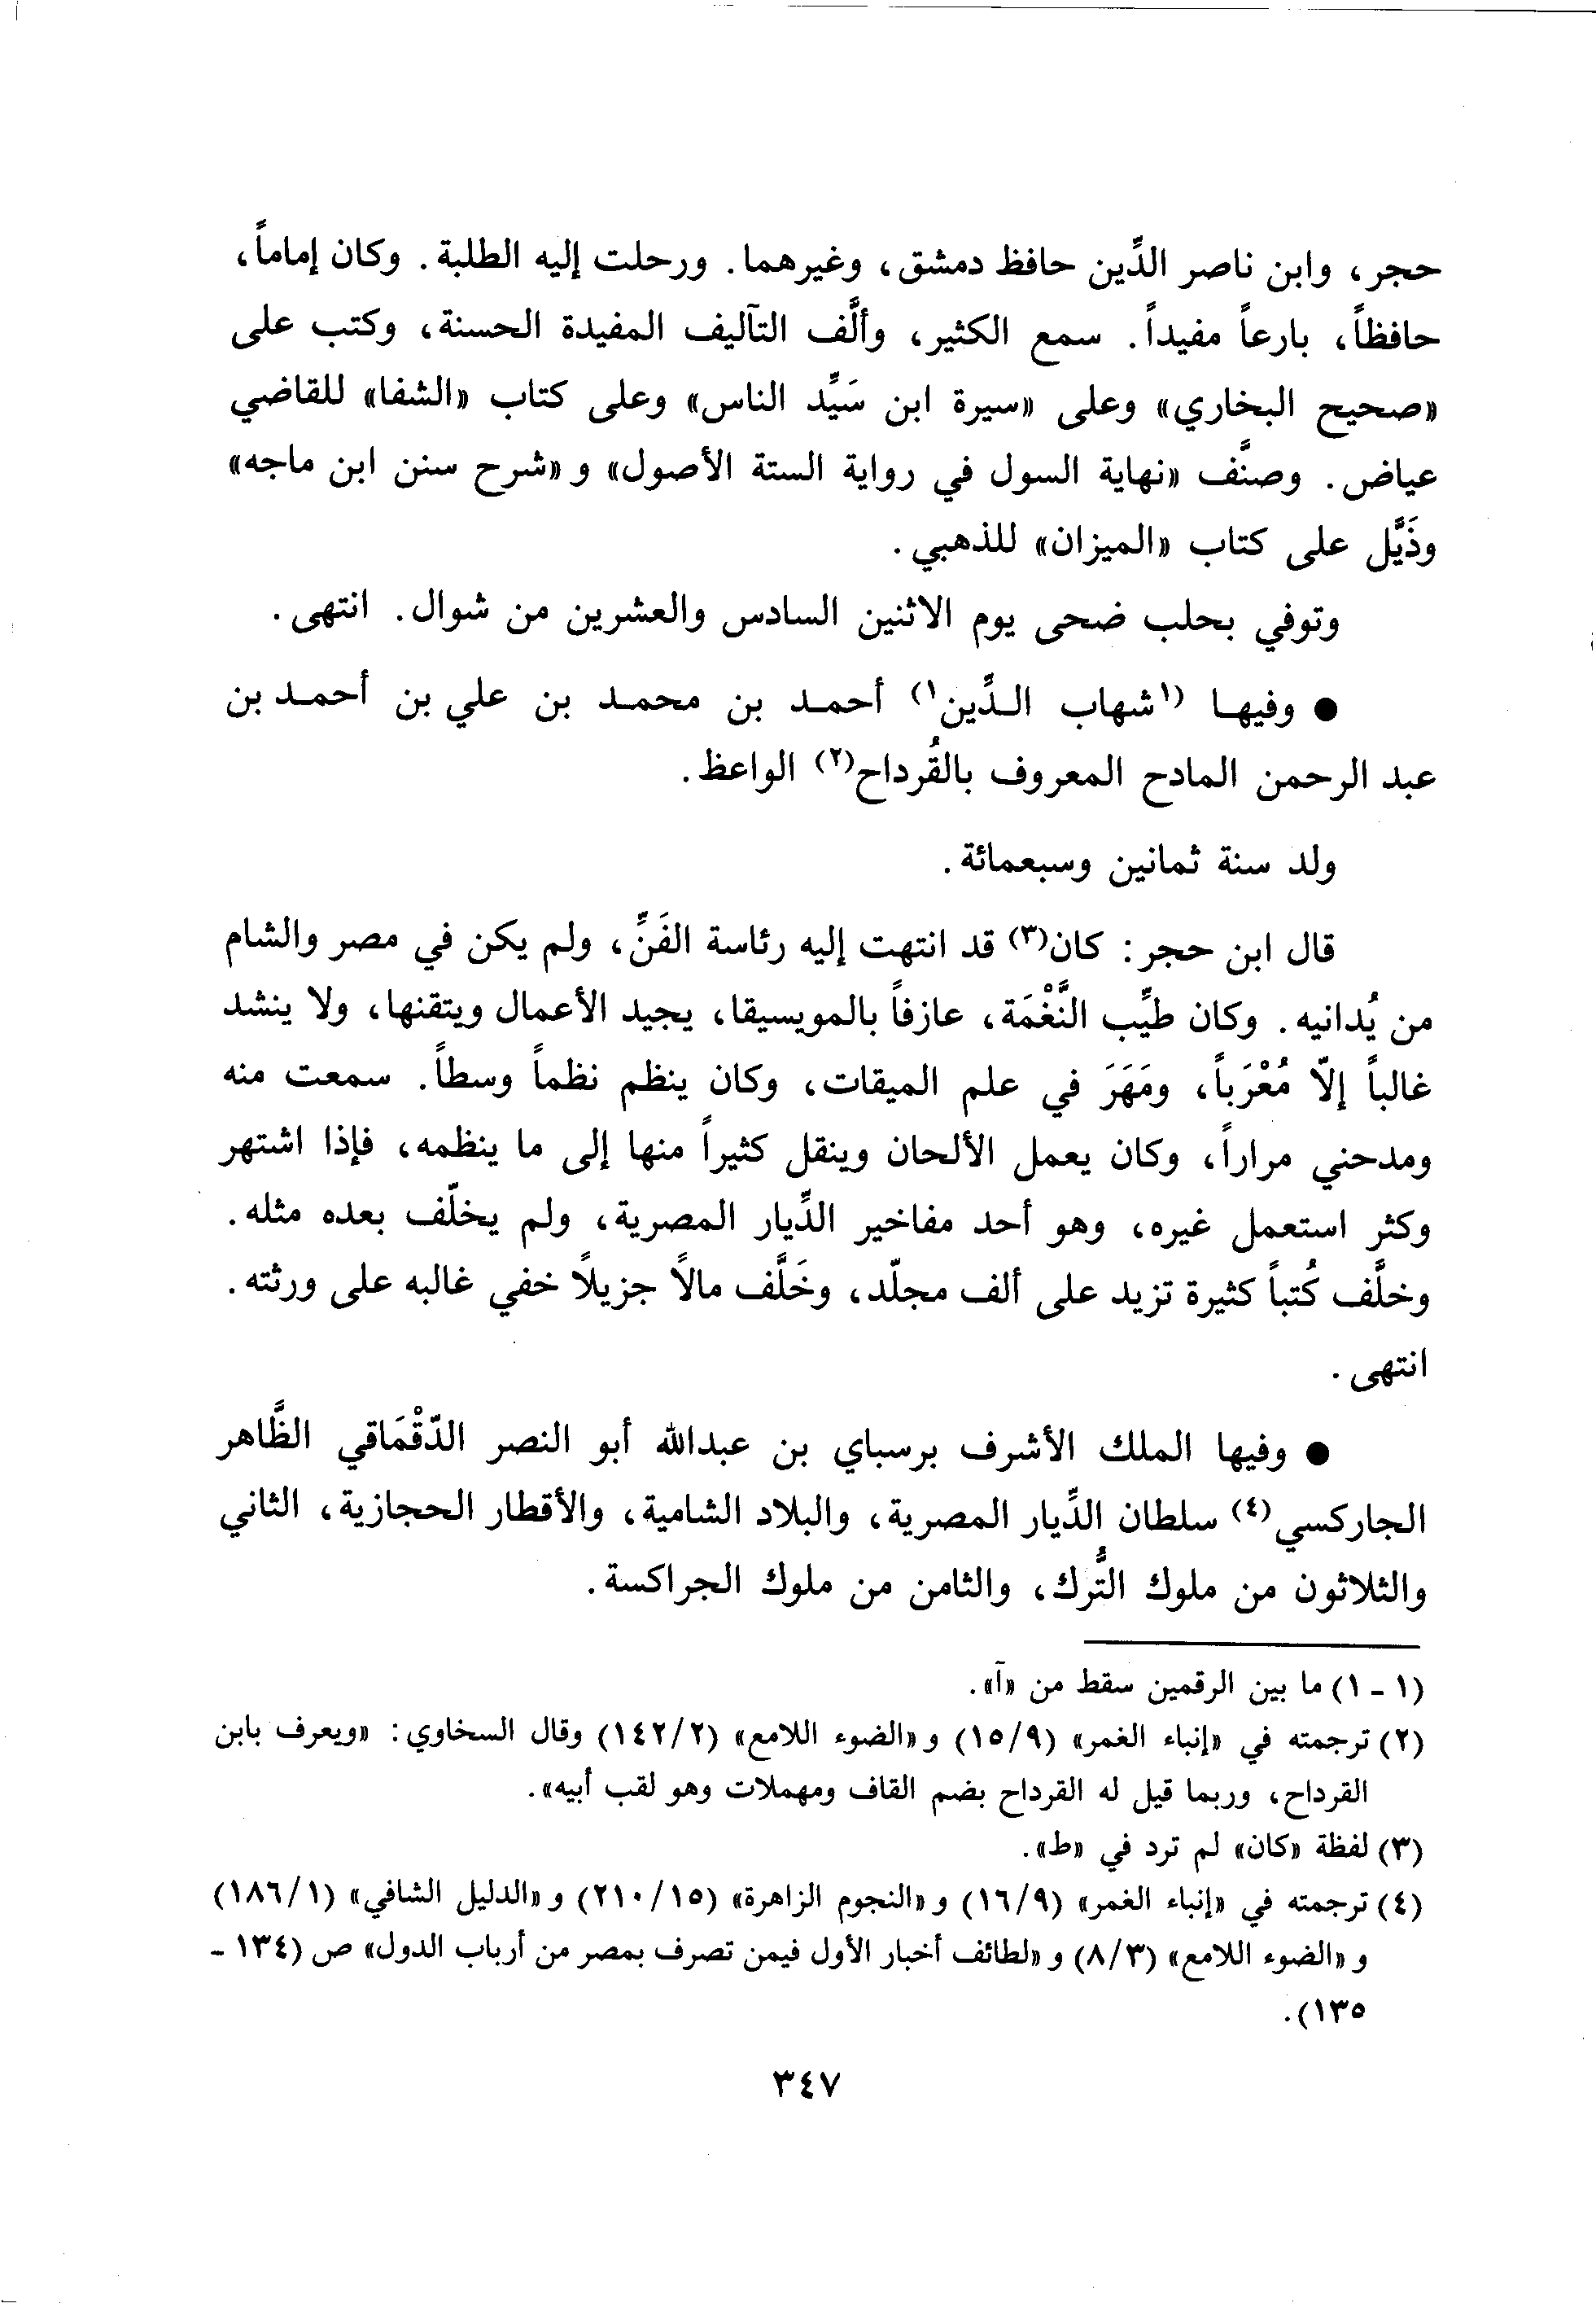 حجر، وابن ناصر الدِّين حافظ دمشق، وغيرهما. ورحلت إليه الطلبة. وكان إماماً،
حافظاً، بارعاً مفيداً. سمع الكثير، وألَّف التآليف المفيدة الحسنة، وكتب على
«صحيح البخاري» وعلى «سيرة ابن سَيِّد الناس» وعلى كتاب «الشفا» للقاضي
عياض. وصنَّف «نهاية السول في رواية الستة الأصول» و «شرح سنن ابن ماجه»
وذَيَّل على كتاب «الميزان» للذهبي.
وتوفي بحلب ضحى يوم الاثنين السادس والعشرين من شوال. انتهى.
● وفيها (١شهاب الدِّين١) أحمد بن محمد بن علي بن أحمد بن
عبد الرحمن المادح المعروف بالقُرداح(٢) الواعظ.
ولد سنة ثمانين وسبعمائة.
قال ابن حجر: كان(٣) قد انتهت إليه رئاسة الفَنِّ، ولم يكن في مصر والشام
من يُدانيه. وكان طيِّب النَّغْمَة، عازفاً بالمويسيقا، يجيد الأعمال ويتقنها، ولا ينشد
غالباً إلاّ مُعْرَباً، ومَهَرَ في علم الميقات، وكان ينظم نظماً وسطاً. سمعت منه
ومدحني مراراً، وكان يعمل الألحان وينقل كثيراً منها إلى ما ينظمه، فإذا اشتهر
وكثر استعمل غيره، وهو أحد مفاخير الدِّيار المصرية، ولم يخلّف بعده مثله.
وخلَّف كُتباً كثيرة تزيد على ألف مجلّد، وخَلَّف مالاً جزيلاً خفي غالبه على ورثته.
انتهى.
● وفيها الملك الأشرف برسباي بن عبدالله أبو النصر الدّقْمَاقي الظَّاهر
الجاركسي(٤) سلطان الدِّيار المصرية، والبلاد الشامية، والأقطار الحجازية، الثاني
والثلاثون من ملوك التُّرك، والثامن من ملوك الجراكسة.
(١ - ١) ما بين الرقمين سقط من «آ».
(٢) ترجمته في «إنباء الغمر» (١٥/٩) و «الضوء اللامع» (١٤٢/٢) وقال السخاوي: «ويعرف بابن
القرداح، وربما قيل له القرداح بضم القاف ومهملات وهو لقب أبيه».
(٣) لفظة «كان» لم ترد في «ط».
(٤) ترجمته في «إنباء الغمر» (١٦/٩) و «النجوم الزاهرة» (٢١٠/١٥) و «الدليل الشافي» (١٨٦/١)
و «الضوء اللامع» (٨/٣) و «لطائف أخبار الأول فيمن تصرف بمصر من أرباب الدول» ص (١٣٤ -
١٣٥).
٣٤٧